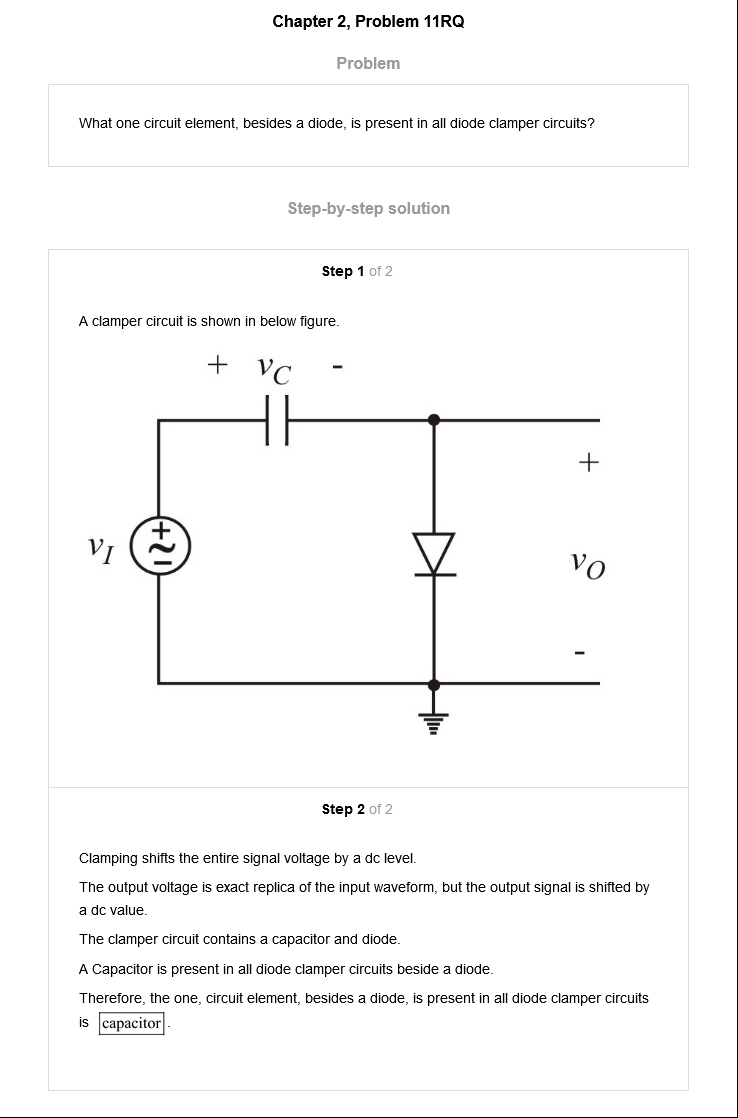 Chapter 2, Problem 11RQ
Problem
What one circuit element, besides a diode, is present in all diode clamper circuits?
Step-by-step solution
Step 1 of 2
A clamper circuit is shown in below figure.
+ vC -
+
vI
+
~
−
vO
-
Step 2 of 2
Clamping shifts the entire signal voltage by a dc level.
The output voltage is exact replica of the input waveform, but the output signal is shifted by
a dc value.
The clamper circuit contains a capacitor and diode.
A Capacitor is present in all diode clamper circuits beside a diode.
Therefore, the one, circuit element, besides a diode, is present in all diode clamper circuits
is capacitor.